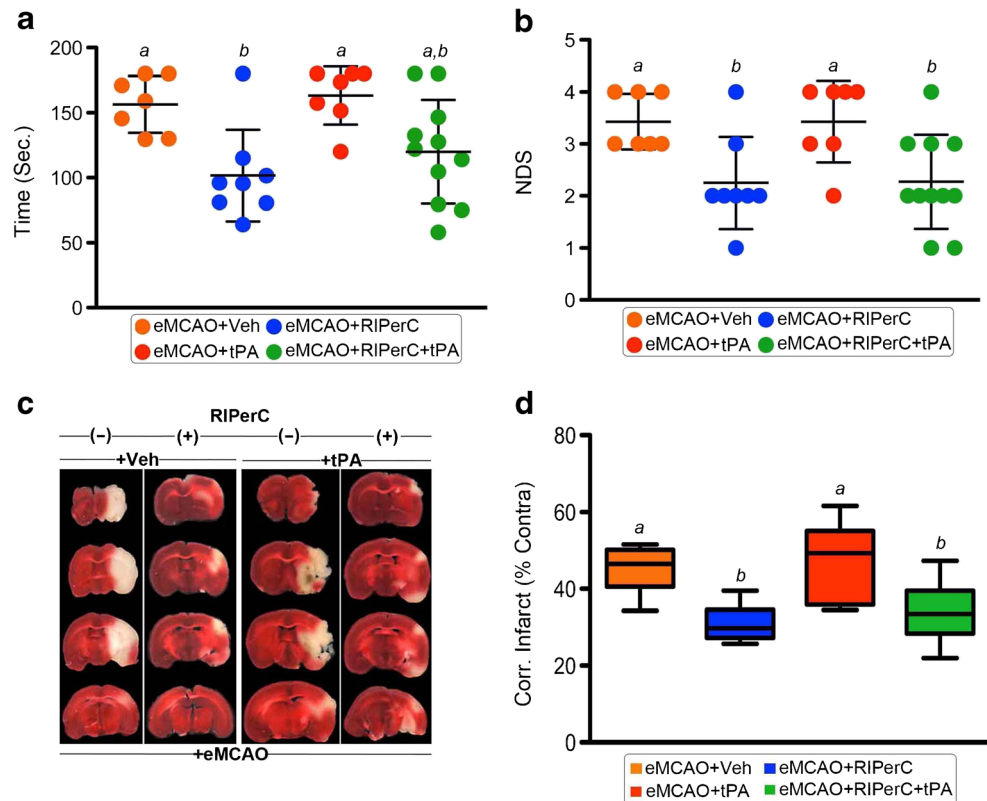 a
Time (Sec.)
200
150
100
50
0
a
b
a
a,b
eMCAO+Veh
eMCAO+RIPerC
eMCAO+tPA
eMCAO+RIPerC+tPA
b
NDS
5
4
3
2
1
0
a
b
a
b
eMCAO+Veh
eMCAO+RIPerC
eMCAO+tPA
eMCAO+RIPerC+tPA
c
RIPerC
(−) (+) (−) (+)
+Veh +tPA
+eMCAO
d
Corr. Infarct (% Contra)
80
60
40
20
0
a
b
a
b
eMCAO+Veh
eMCAO+RIPerC
eMCAO+tPA
eMCAO+RIPerC+tPA